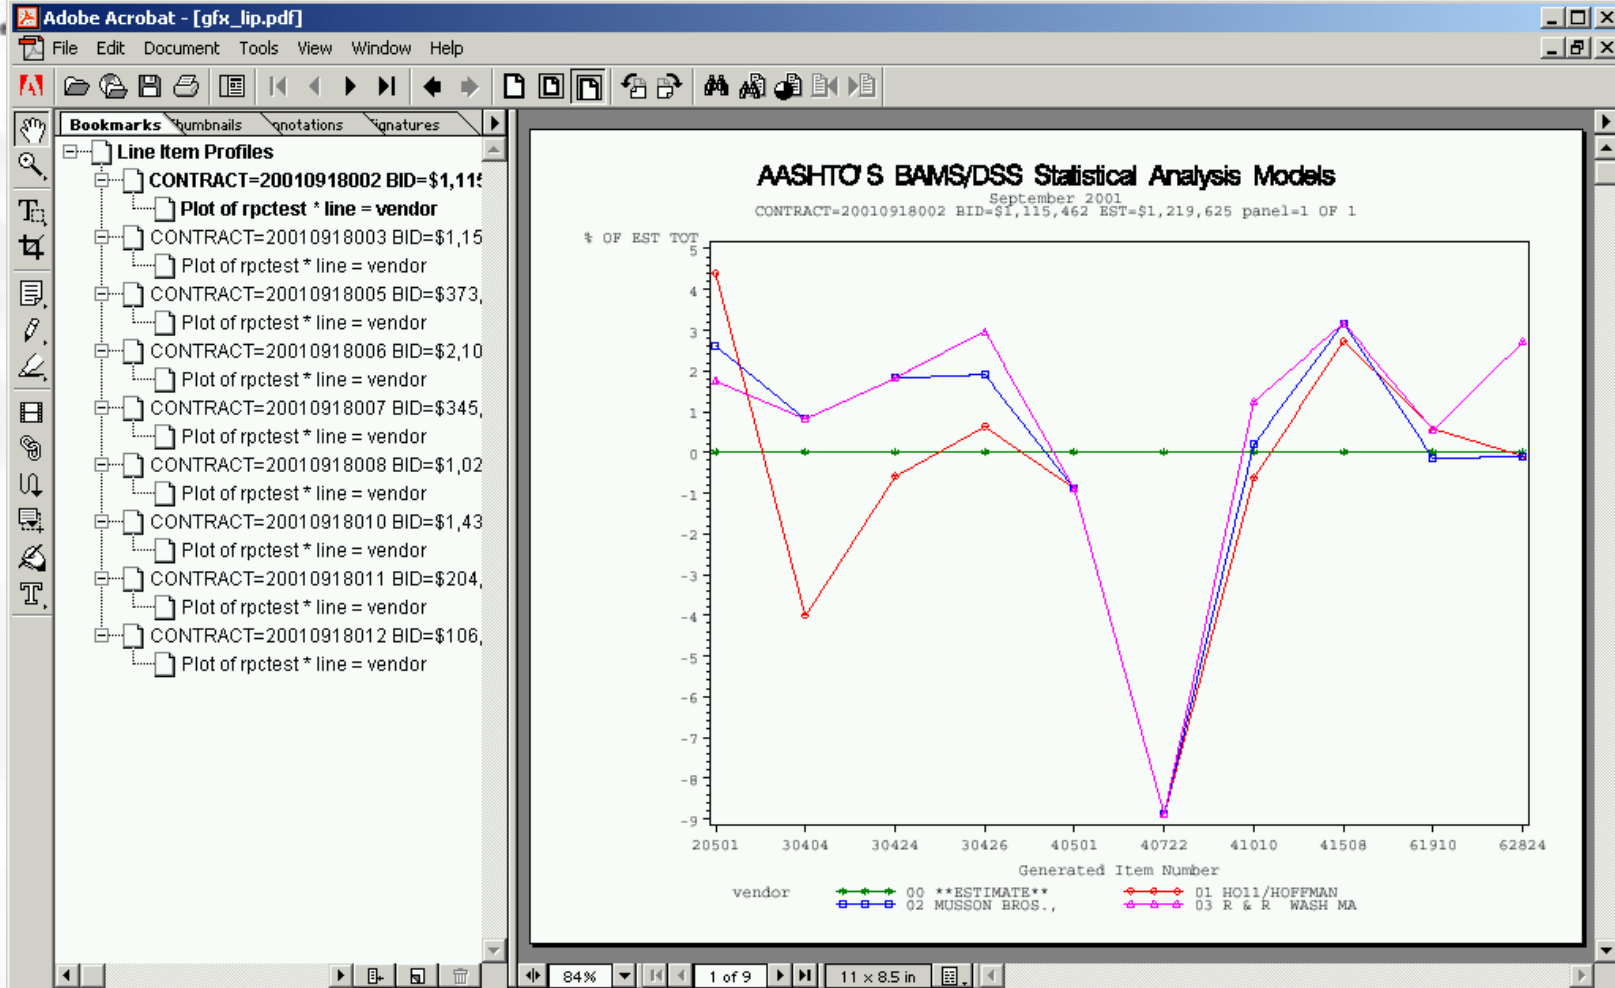 Adobe Acrobat - [gfx_lip.pdf]
File Edit Document Tools View Window Help
Bookmarks humbnails nnotations ignatures
Line Item Profiles
CONTRACT=20010918002 BID=$1,115
Plot of rpctest * line = vendor
CONTRACT=20010918003 BID=$1,15
Plot of rpctest * line = vendor
CONTRACT=20010918005 BID=$373,
Plot of rpctest * line = vendor
CONTRACT=20010918006 BID=$2,10
Plot of rpctest * line = vendor
CONTRACT=20010918007 BID=$345,
Plot of rpctest * line = vendor
CONTRACT=20010918008 BID=$1,02
Plot of rpctest * line = vendor
CONTRACT=20010918010 BID=$1,43
Plot of rpctest * line = vendor
CONTRACT=20010918011 BID=$204,
Plot of rpctest * line = vendor
CONTRACT=20010918012 BID=$106,
Plot of rpctest * line = vendor
AASHTO'S BAMS/DSS Statistical Analysis Models
September 2001
CONTRACT=20010918002 BID=$1,115,462 EST=$1,219,625 panel=1 OF 1
% OF EST TOT
5
4
3
2
1
0
-1
-2
-3
-4
-5
-6
-7
-8
-9
20501 30404 30424 30426 40501 40722 41010 41508 61910 62824
Generated Item Number
vendor 00 **ESTIMATE** 01 HO11/HOFFMAN
02 MUSSON BROS., 03 R & R WASH MA
84% 1 of 9 11 x 8.5 in